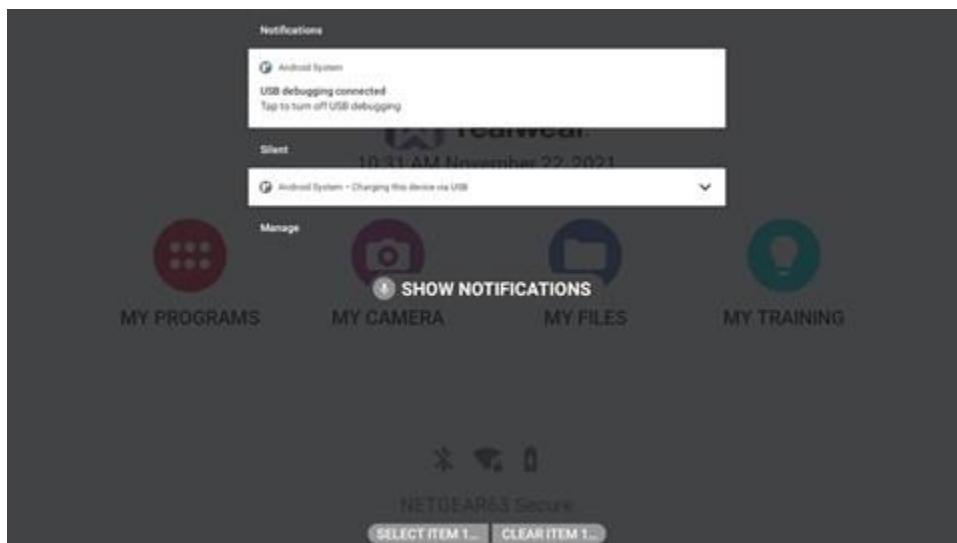 Notifications
Android System
USB debugging connected
Tap to turn off USB debugging
realwear
Silent
10:31 AM November 22, 2021
Android System • Charging this device via USB
Manage
SHOW NOTIFICATIONS
MY PROGRAMS
MY CAMERA
MY FILES
MY TRAINING
NETGEAR63 Secure
SELECT ITEM 1...
CLEAR ITEM 1...